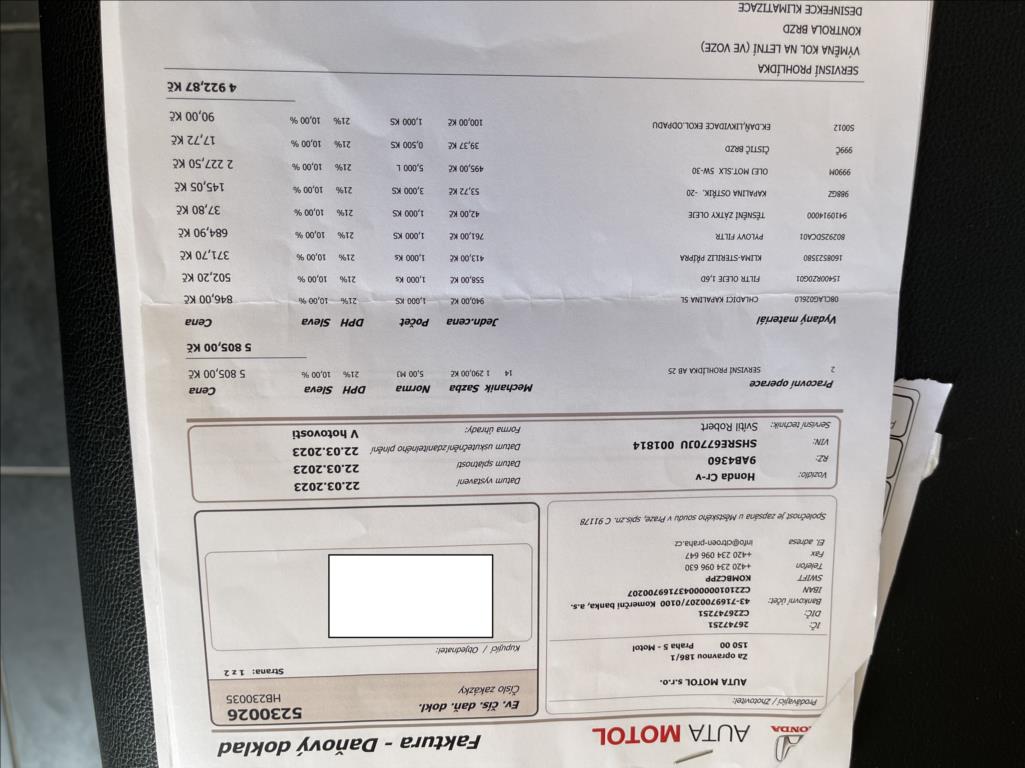 HONDA
AUTA MOTOL
Faktura - Daňový doklad
Prodávající / Zhotovitel:
AUTA MOTOL s.r.o.
Za opravnou 186/1
150 00 Praha 5 - Motol
IČ: 26747251
DIČ: CZ26747251
Bankovní účet: 43-7169700207/0100 Komerční banka, a.s.
IBAN CZ2101000000437169700207
SWIFT KOMBCZPP
Telefon +420 234 096 630
Fax +420 234 096 647
El. adresa info@citroen-praha.cz
Společnost je zapsána u Městského soudu v Praze, spis.zn. C 91178
Ev. čís. daň. dokl. 5230026
Číslo zakázky HB230035
Strana: 1 z 2
Kupující / Objednatel:
Vozidlo: Honda Cr-v
RZ: 9AB4360
VIN: SHSRE67703U 001814
Servisní technik: Svitil Robert
Datum vystavení 22.03.2023
Datum splatnosti 22.03.2023
Datum uskutečnění zdanitelného plnění 22.03.2023
Forma úhrady: V hotovosti
Pracovní operace Mechanik Sazba Norma DPH Sleva Cena
2 SERVISNÍ PROHLÍDKA AB 2S 14 1 290,00 Kč 5,00 MJ 21% 10,00 % 5 805,00 Kč
5 805,00 Kč
Vydaný materiál Jedn.cena Počet DPH Sleva Cena
08CLAG026L0 CHLADICÍ KAPALINA 5L 940,00 Kč 1,000 KS 21% 10,00 % 846,00 Kč
15400RZ0G01 FILTR OLEJE 1,6D 558,00 Kč 1,000 Ks 21% 10,00 % 502,20 Kč
1608523580 KLIMA-STERILIZ PŘÍPRA 413,00 Kč 1,000 Ks 21% 10,00 % 371,70 Kč
80292SDCA01 PYLOVY FILTR 761,00 Kč 1,000 KS 21% 10,00 % 684,90 Kč
9410914000 TĚSNĚNÍ ZÁTKY OLEJE 42,00 Kč 1,000 KS 21% 10,00 % 37,80 Kč
988GZ KAPALINA OSTŘIK. -20 53,72 Kč 3,000 KS 21% 10,00 % 145,05 Kč
9990M OLEJ MOT.SLX 5W-30 495,00 Kč 5,000 L 21% 10,00 % 2 227,50 Kč
999Č ČISTIČ BRZD 39,37 Kč 0,500 KS 21% 10,00 % 17,72 Kč
S0012 EK.DAŇ,LIKVIDACE EKOL.ODPADU 100,00 Kč 1,000 KS 21% 10,00 % 90,00 Kč
4 922,87 Kč
SERVISNÍ PROHLÍDKA
VÝMĚNA KOL NA LETNÍ (VE VOZE)
KONTROLA BRZD
DESINFEKCE KLIMATIZACE